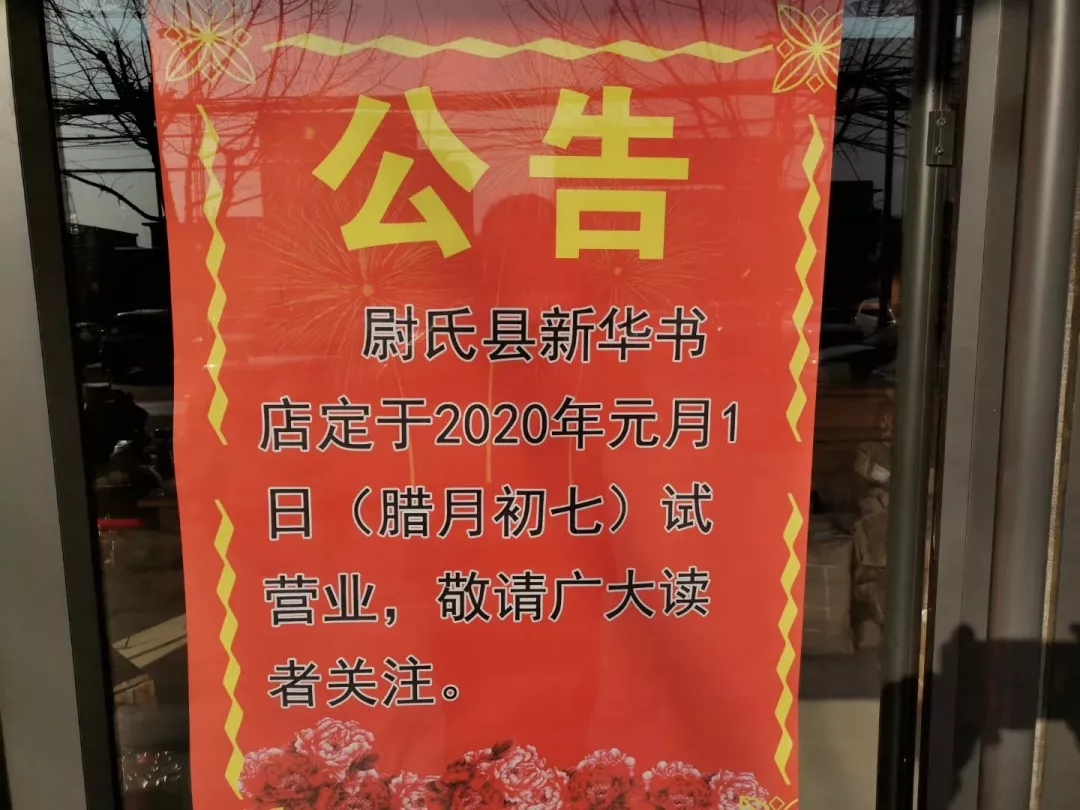 公告
尉氏县新华书
店定于2020年元月1
日（腊月初七）试
营业，敬请广大读
者关注。